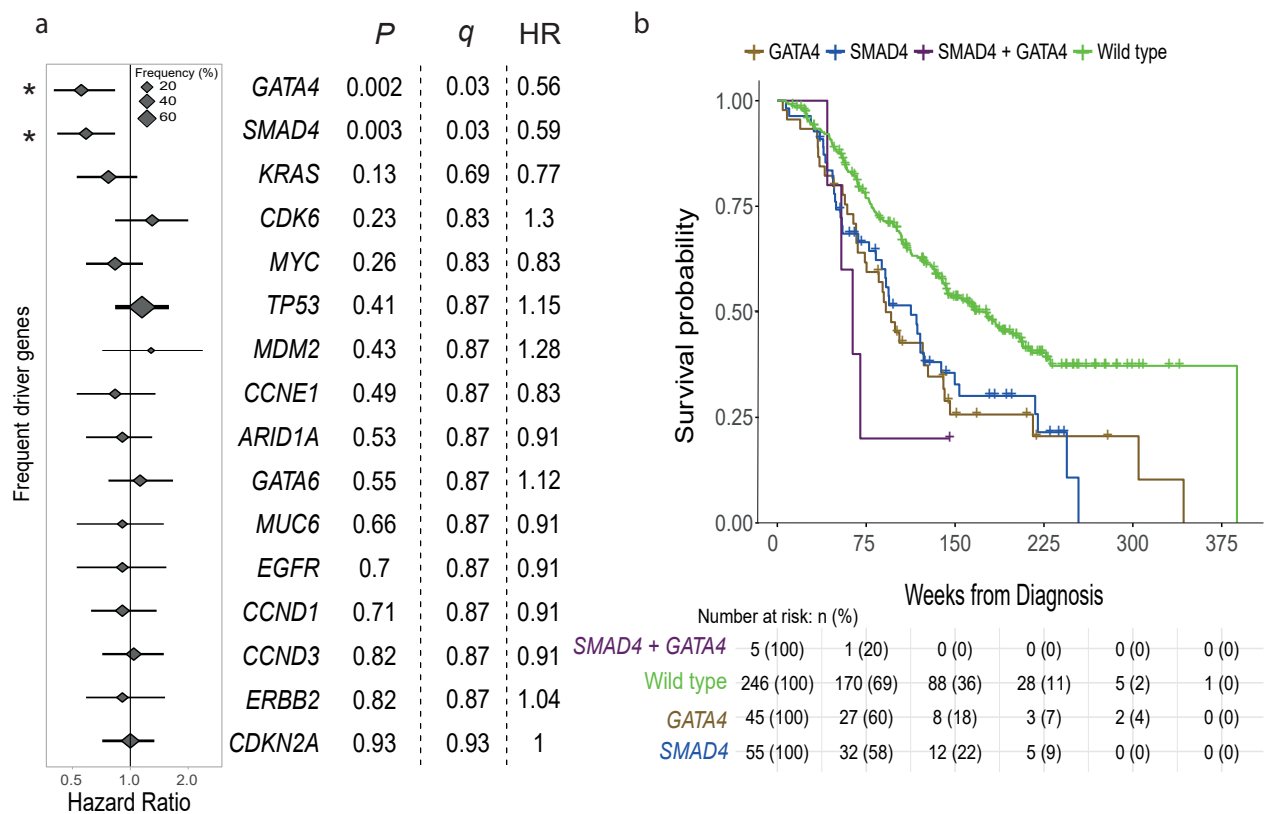 a
P q HR
Frequency (%)
20
40
60
* GATA4 0.002 0.03 0.56
* SMAD4 0.003 0.03 0.59
KRAS 0.13 0.69 0.77
CDK6 0.23 0.83 1.3
MYC 0.26 0.83 0.83
TP53 0.41 0.87 1.15
MDM2 0.43 0.87 1.28
CCNE1 0.49 0.87 0.83
ARID1A 0.53 0.87 0.91
GATA6 0.55 0.87 1.12
MUC6 0.66 0.87 0.91
EGFR 0.7 0.87 0.91
CCND1 0.71 0.87 0.91
CCND3 0.82 0.87 0.91
ERBB2 0.82 0.87 1.04
CDKN2A 0.93 0.93 1
Frequent driver genes
0.5 1.0 2.0
Hazard Ratio
b
GATA4 SMAD4 SMAD4 + GATA4 Wild type
Survival probability
1.00
0.75
0.50
0.25
0.00
0 75 150 225 300 375
Weeks from Diagnosis
Number at risk: n (%)
SMAD4 + GATA4 5 (100) 1 (20) 0 (0) 0 (0) 0 (0) 0 (0)
Wild type 246 (100) 170 (69) 88 (36) 28 (11) 5 (2) 1 (0)
GATA4 45 (100) 27 (60) 8 (18) 3 (7) 2 (4) 0 (0)
SMAD4 55 (100) 32 (58) 12 (22) 5 (9) 0 (0) 0 (0)